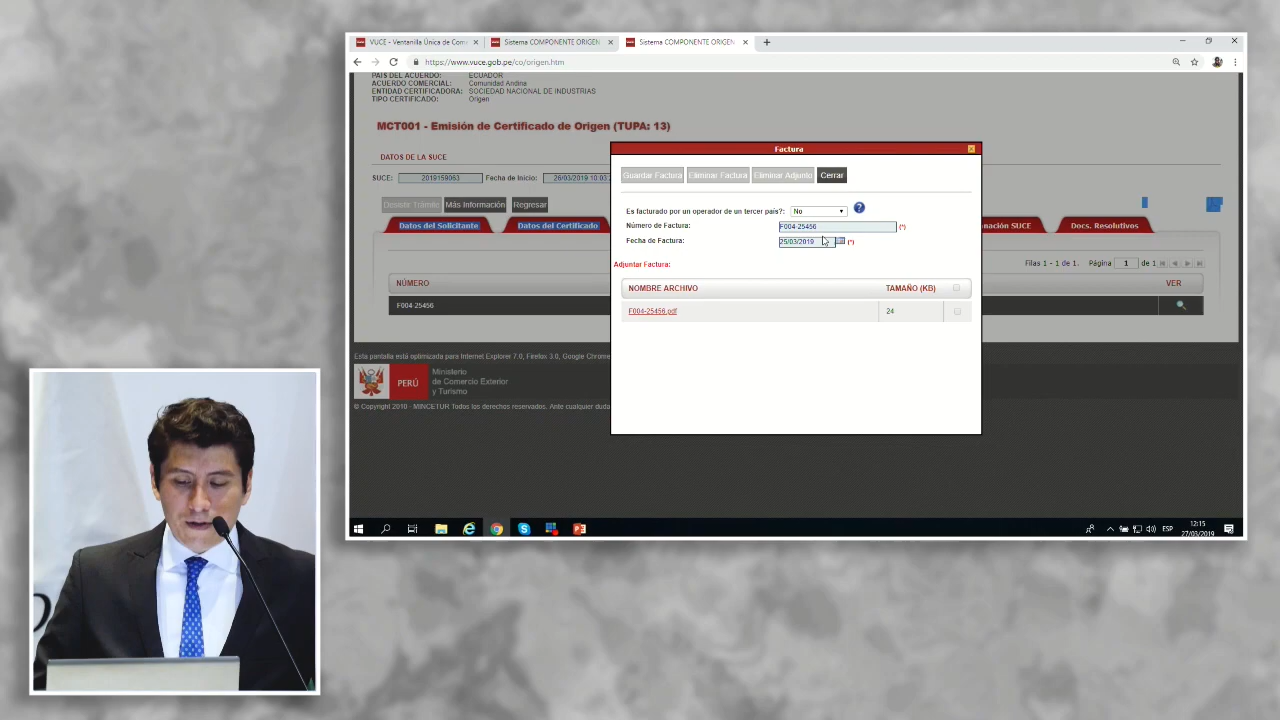 VUCE - Ventanilla Única de Com
Sistema COMPONENTE ORIGEN
Sistema COMPONENTE ORIGEN
https://www.vuce.gob.pe/co/origen.htm
PAIS DEL ACUERDO: ECUADOR
ACUERDO COMERCIAL: Comunidad Andina
ENTIDAD CERTIFICADORA: SOCIEDAD NACIONAL DE INDUSTRIAS
TIPO CERTIFICADO: Origen
MCT001 - Emisión de Certificado de Origen (TUPA: 13)
DATOS DE LA SUCE
SUCE: 2019159063 Fecha de Inicio: 26/03/2019 10:03:
Desistir Trámite Más Información Regresar
Datos del Solicitante Datos del Certificado nación SUCE Docs. Resolutivos
Filas 1 - 1 de 1. Página 1 de 1
NÚMERO VER
F004-25456
Factura
Guardar Factura Eliminar Factura Eliminar Adjunto Cerrar
Es facturado por un operador de un tercer país?: No ?
Número de Factura: F004-25456 (*)
Fecha de Factura: 25/03/2019 (*)
Adjuntar Factura:
NOMBRE ARCHIVO TAMAÑO (KB)
F004-25456.pdf 24
Esta pantalla está optimizada para Internet Explorer 7.0, Firefox 3.0, Google Chrome
PERÚ
Ministerio
de Comercio Exterior
y Turismo
© Copyright 2010 - MINCETUR Todos los derechos reservados. Ante cualquier duda
ESP
12:15
27/03/2019